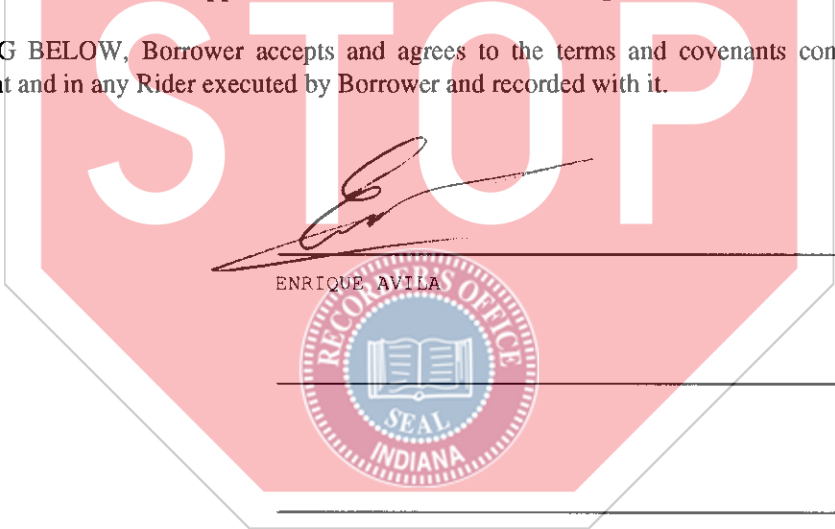 STOP
G BELOW, Borrower accepts and agrees to the terms and covenants con
t and in any Rider executed by Borrower and recorded with it.
ENRIQUE AVILA
RECORDER'S OFFICE
SEAL
INDIANA